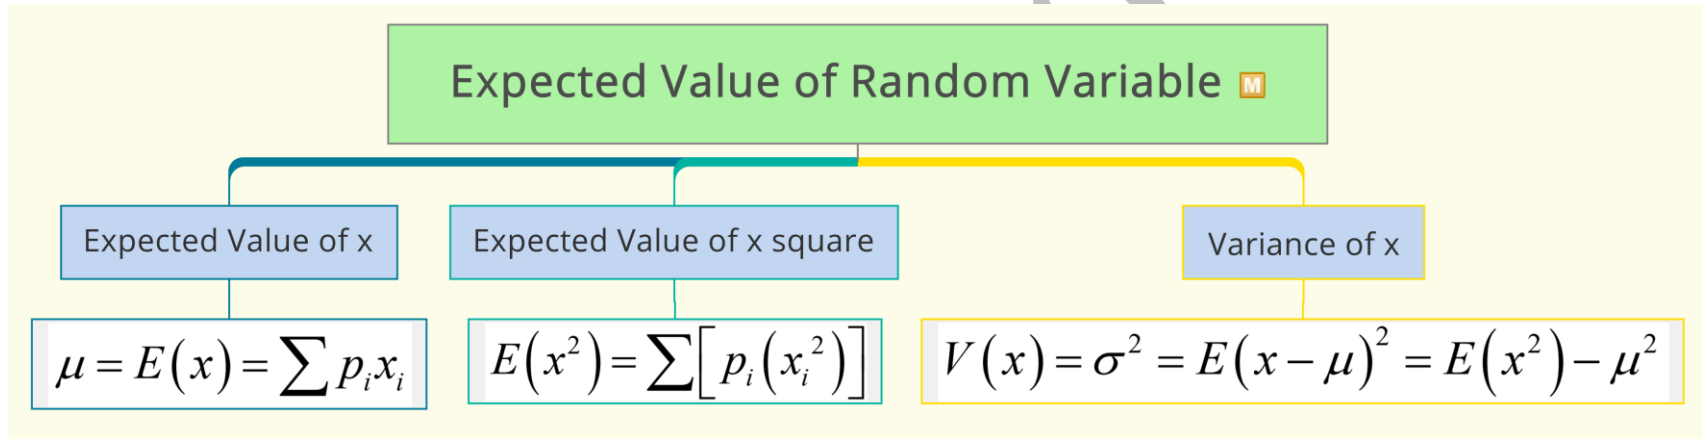 Expected Value of Random Variable M
Expected Value of x
Expected Value of x square
Variance of x
μ = E(x) = ∑ pᵢxᵢ
E(x²) = ∑[pᵢ(xᵢ²)]
V(x) = σ² = E(x − μ)² = E(x²) − μ²